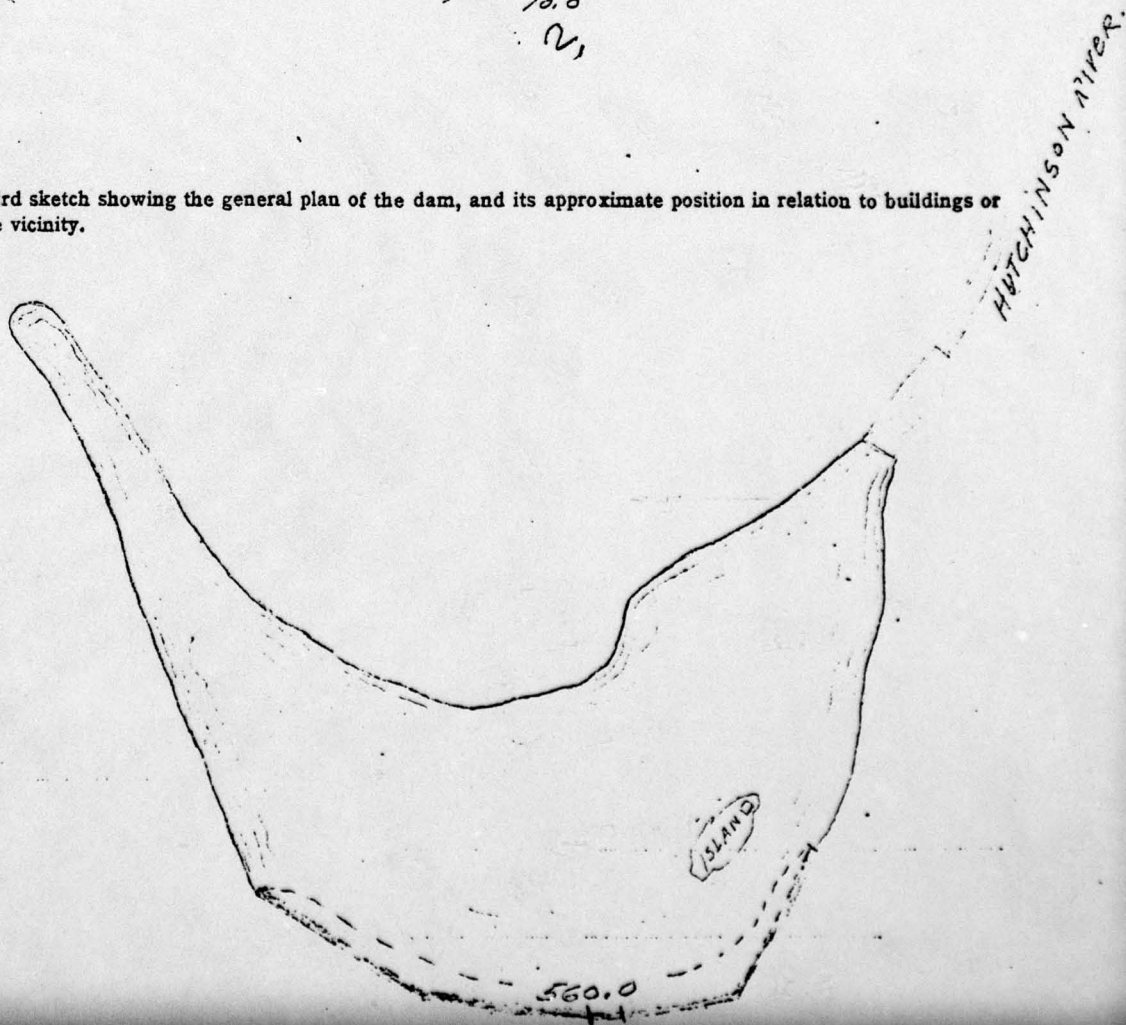 2,
rd sketch showing the general plan of the dam, and its approximate position in relation to buildings or
vicinity.
HUTCHINSON RIVER.
ISLAND
560.0